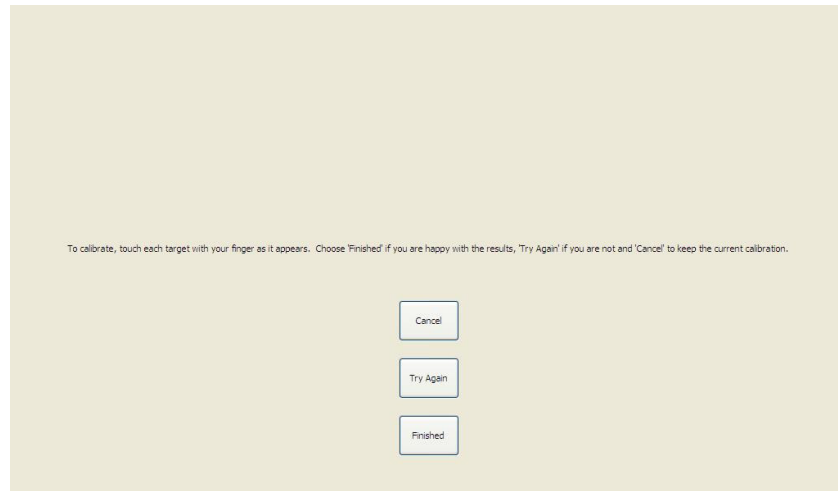 To calibrate, touch each target with your finger as it appears.  Choose 'Finished' if you are happy with the results, 'Try Again' if you are not and 'Cancel' to keep the current calibration.
Cancel
Try Again
Finished